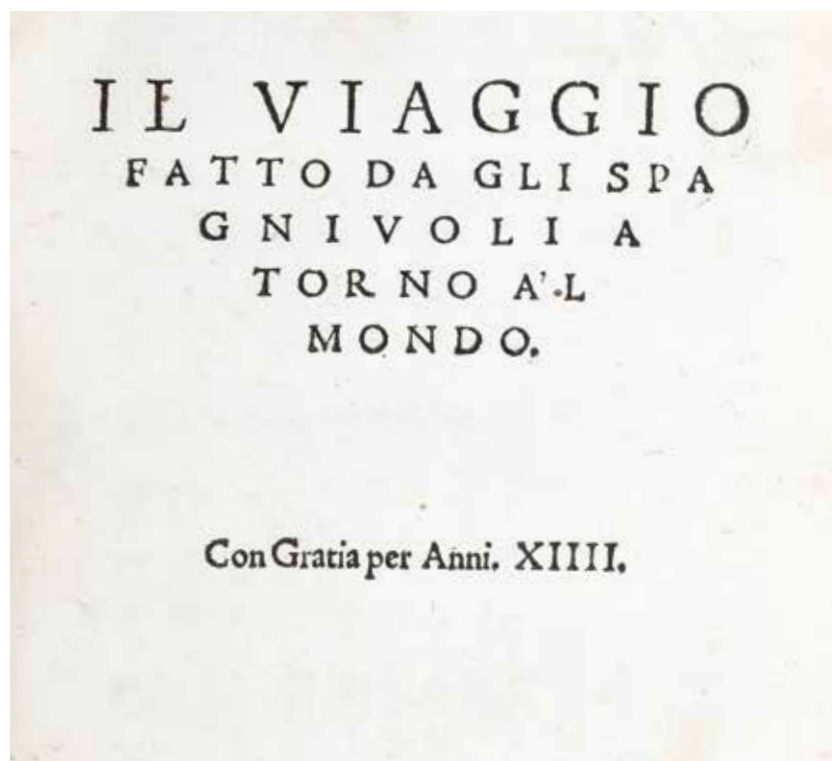 IL VIAGGIO
FATTO DA GLI SPA
GNIVOLI A
TORNO A'L
MONDO.
Con Gratia per Anni. XIIII.